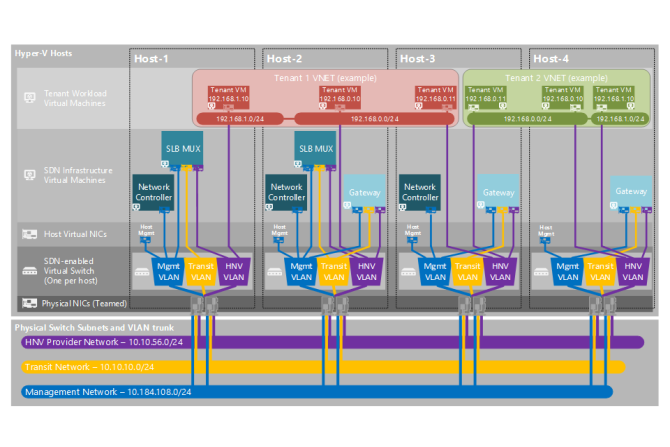 Hyper-V Hosts
Host-1
Host-2
Host-3
Host-4
Tenant 1 VNET (example)
Tenant 2 VNET (example)
Tenant Workload
Virtual Machines
Tenant VM
192.168.1.10
Tenant VM
192.168.0.10
Tenant VM
192.168.0.11
Tenant VM
192.168.0.11
Tenant VM
192.168.0.10
Tenant VM
192.168.1.10
192.168.1.0/24
192.168.0.0/24
192.168.0.0/24
192.168.1.0/24
SLB MUX
SLB MUX
SDN Infrastructure
Virtual Machines
Network
Controller
Network
Controller
Gateway
Network
Controller
Gateway
Gateway
Host Virtual NICs
Host
Mgmt
Host
Mgmt
Host
Mgmt
Host
Mgmt
SDN-enabled
Virtual Switch
(One per host)
Mgmt
VLAN
Transit
VLAN
HNV
VLAN
Mgmt
VLAN
Transit
VLAN
HNV
VLAN
Mgmt
VLAN
Transit
VLAN
HNV
VLAN
Mgmt
VLAN
Transit
VLAN
HNV
VLAN
Physical NICs (Teamed)
Physical Switch Subnets and VLAN trunk
HNV Provider Network – 10.10.56.0/24
Transit Network – 10.10.10.0/24
Management Network – 10.184.108.0/24